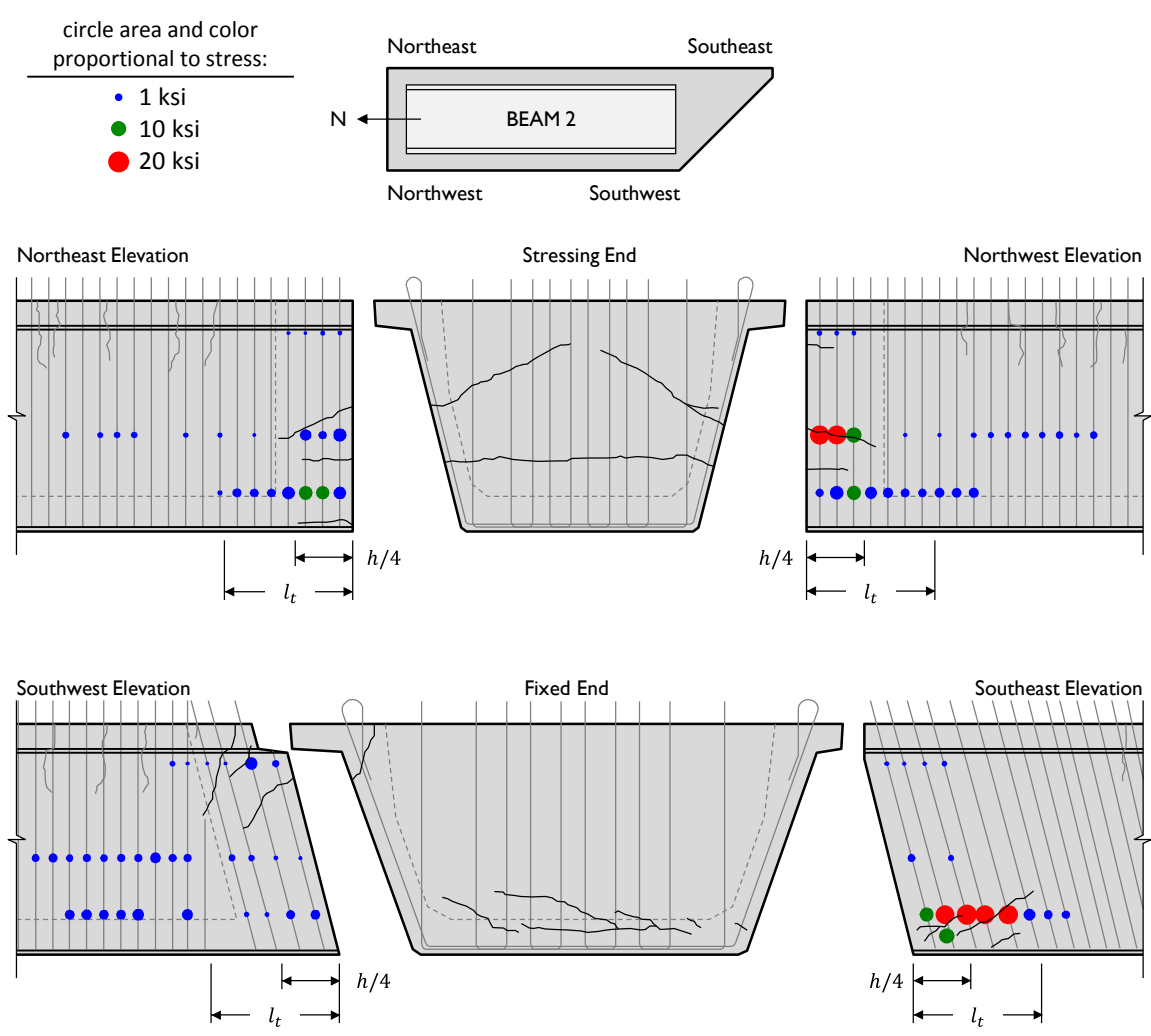 circle area and color
proportional to stress:
1 ksi
10 ksi
20 ksi
Northeast
Southeast
N
BEAM 2
Northwest
Southwest
Northeast Elevation
Stressing End
Northwest Elevation
h/4
l_t
h/4
l_t
Southwest Elevation
Fixed End
Southeast Elevation
h/4
l_t
h/4
l_t